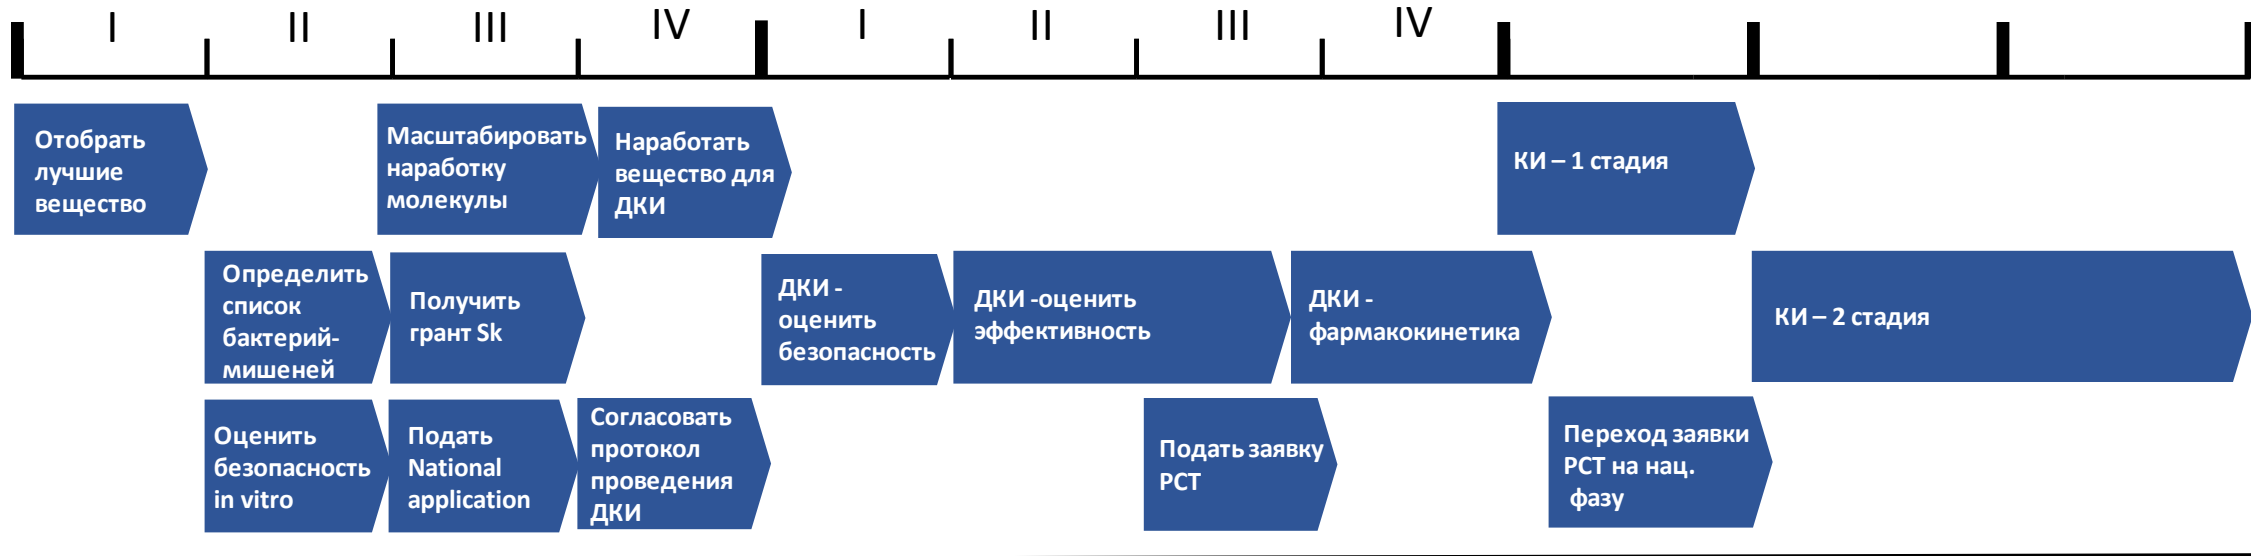 I
II
III
IV
I
II
III
IV
Отобрать
лучшие
вещество
Масштабировать
наработку
молекулы
Наработать
вещество для
ДКИ
КИ – 1 стадия
Определить
список
бактерий-
мишеней
Получить
грант Sk
ДКИ -
оценить
безопасность
ДКИ -оценить
эффективность
ДКИ -
фармакокинетика
КИ – 2 стадия
Оценить
безопасность
in vitro
Подать
National
application
Согласовать
протокол
проведения
ДКИ
Подать заявку
РСТ
Переход заявки
РСТ на нац.
фазу